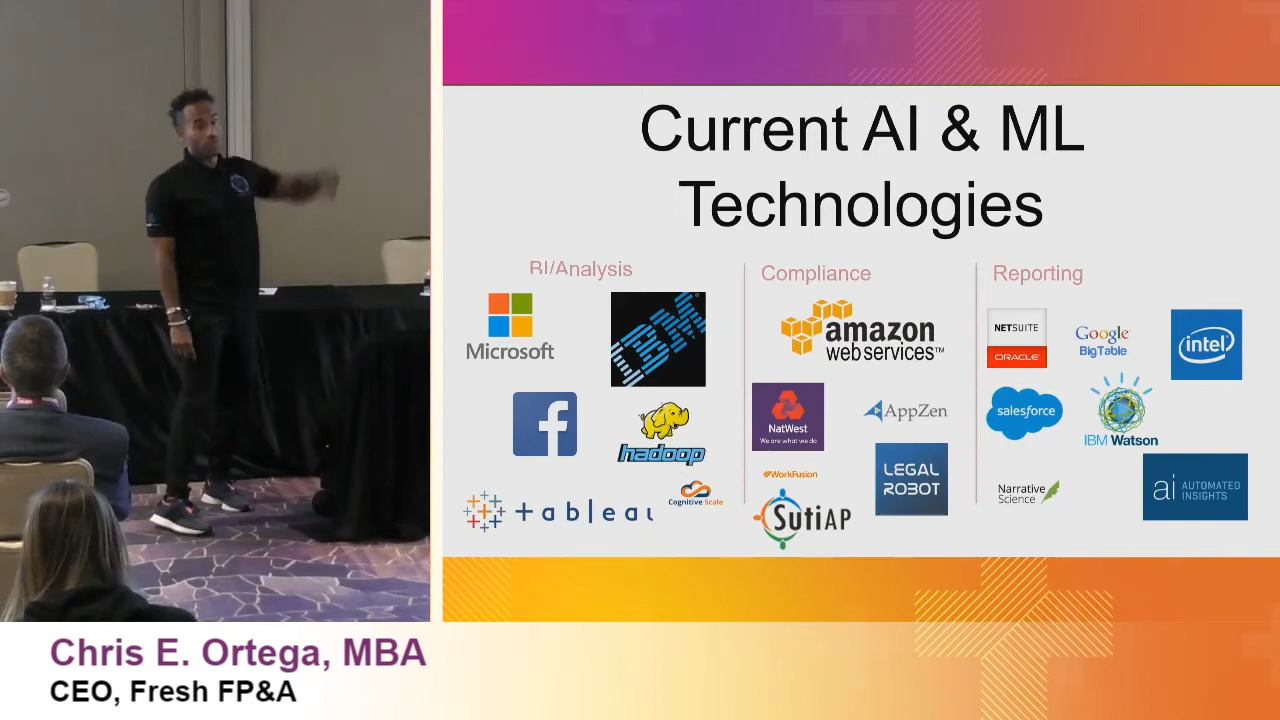 Current AI & ML
Technologies
BI/Analysis
Compliance
Reporting
Microsoft
IBM
hadoop
tableau
Cognitive Scale
amazon
web services™
NatWest
We are what we do
AppZen
WorkFusion
LEGAL
ROBOT
SutiAP
NETSUITE
ORACLE
Google
BigTable
intel
salesforce
IBM Watson
Narrative
Science
ai AUTOMATED
INSIGHTS
Chris E. Ortega, MBA
CEO, Fresh FP&A